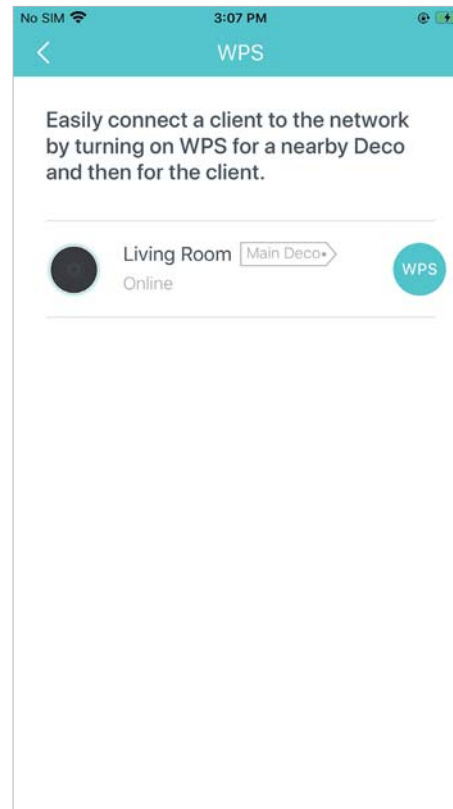 No SIM 3:07 PM
WPS
Easily connect a client to the network
by turning on WPS for a nearby Deco
and then for the client.
Living Room Main Deco
Online
WPS